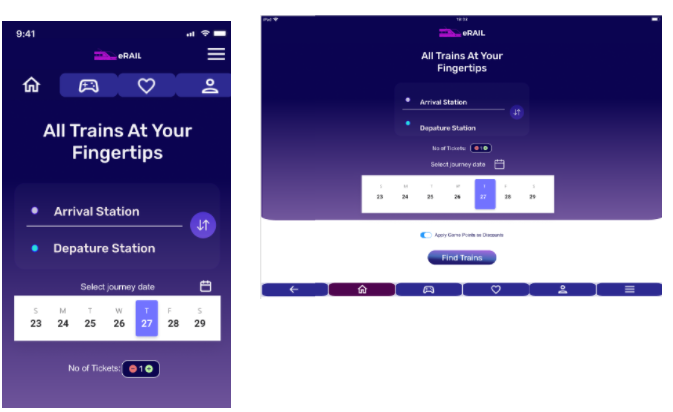 9:41
eRAIL
All Trains At Your
Fingertips
Arrival Station
Depature Station
Select journey date
S M T W T F S
23 24 25 26 27 28 29
No of Tickets: 1
eRAIL
All Trains At Your
Fingertips
Arrival Station
Depature Station
No of Tickets: 1
Select journey date
S M T W T F S
23 24 25 26 27 28 29
Apply Game Points as Discounts
Find Trains